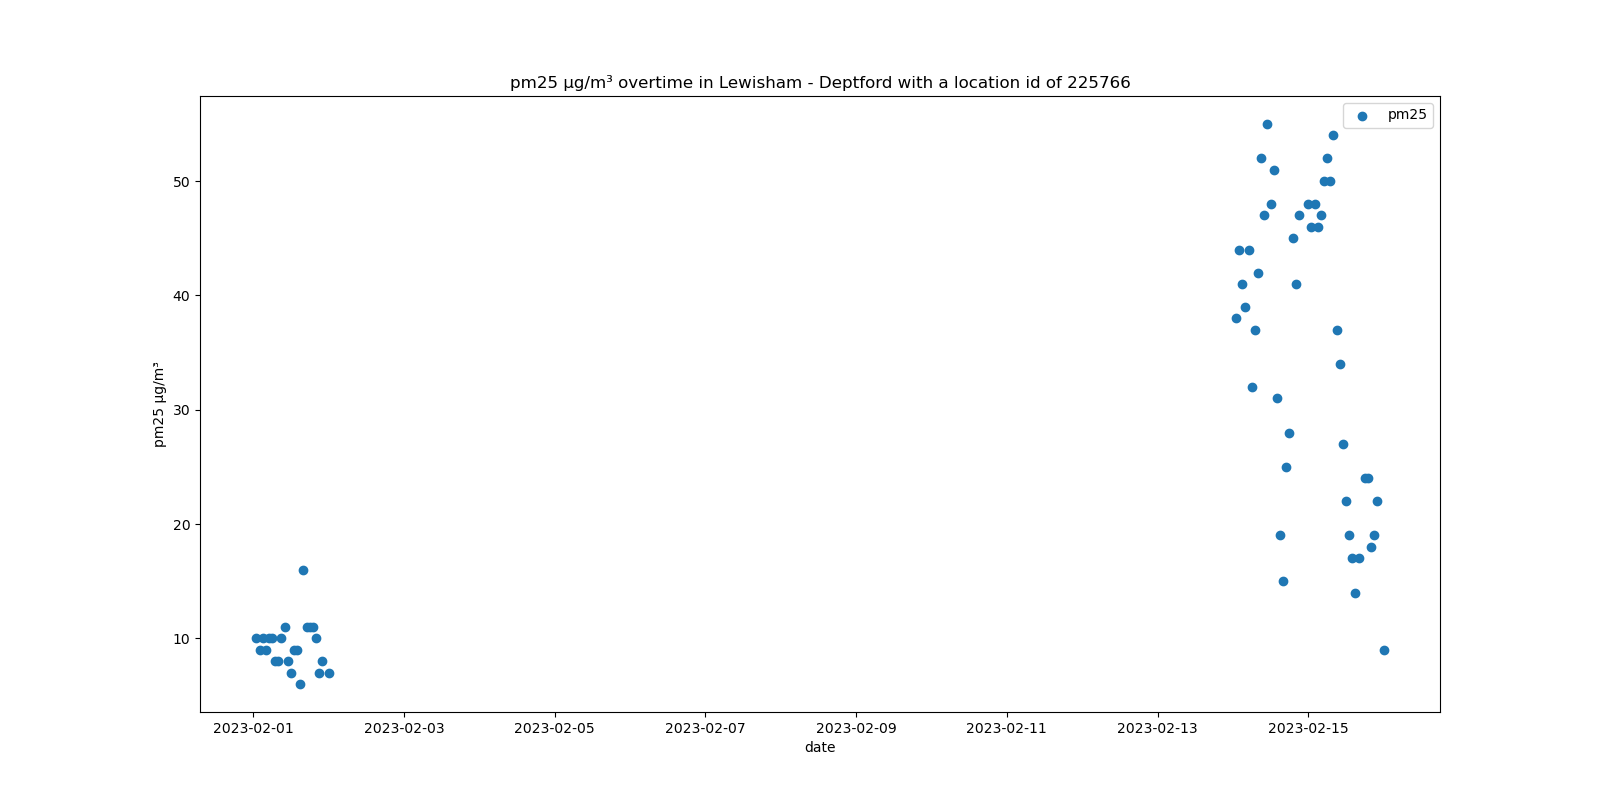 pm25 µg/m³ overtime in Lewisham - Deptford with a location id of 225766
pm25
50
40
30
20
10
pm25 µg/m³
2023-02-01 2023-02-03 2023-02-05 2023-02-07 2023-02-09 2023-02-11 2023-02-13 2023-02-15
date